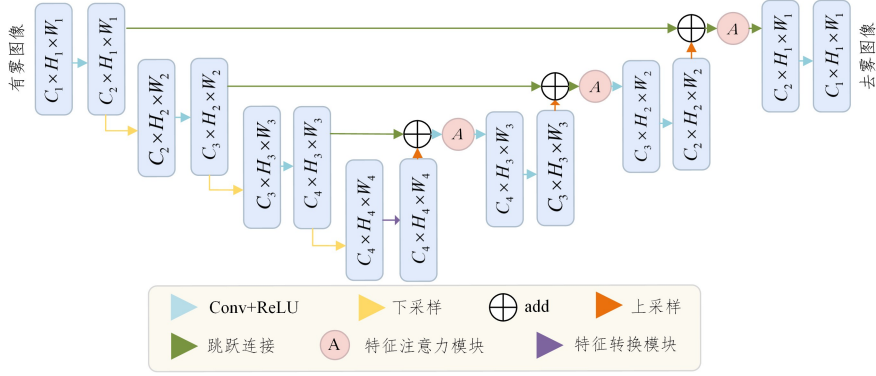 有雾图像
C₁×H₁×W₁
C₂×H₁×W₁
C₂×H₂×W₂
C₃×H₂×W₂
C₃×H₃×W₃
C₄×H₃×W₃
C₄×H₄×W₄
C₄×H₄×W₄
A
C₄×H₃×W₃
C₃×H₃×W₃
A
C₃×H₂×W₂
C₂×H₂×W₂
A
C₂×H₁×W₁
C₁×H₁×W₁
去雾图像
Conv+ReLU 下采样 add 上采样
跳跃连接 A 特征注意力模块 特征转换模块